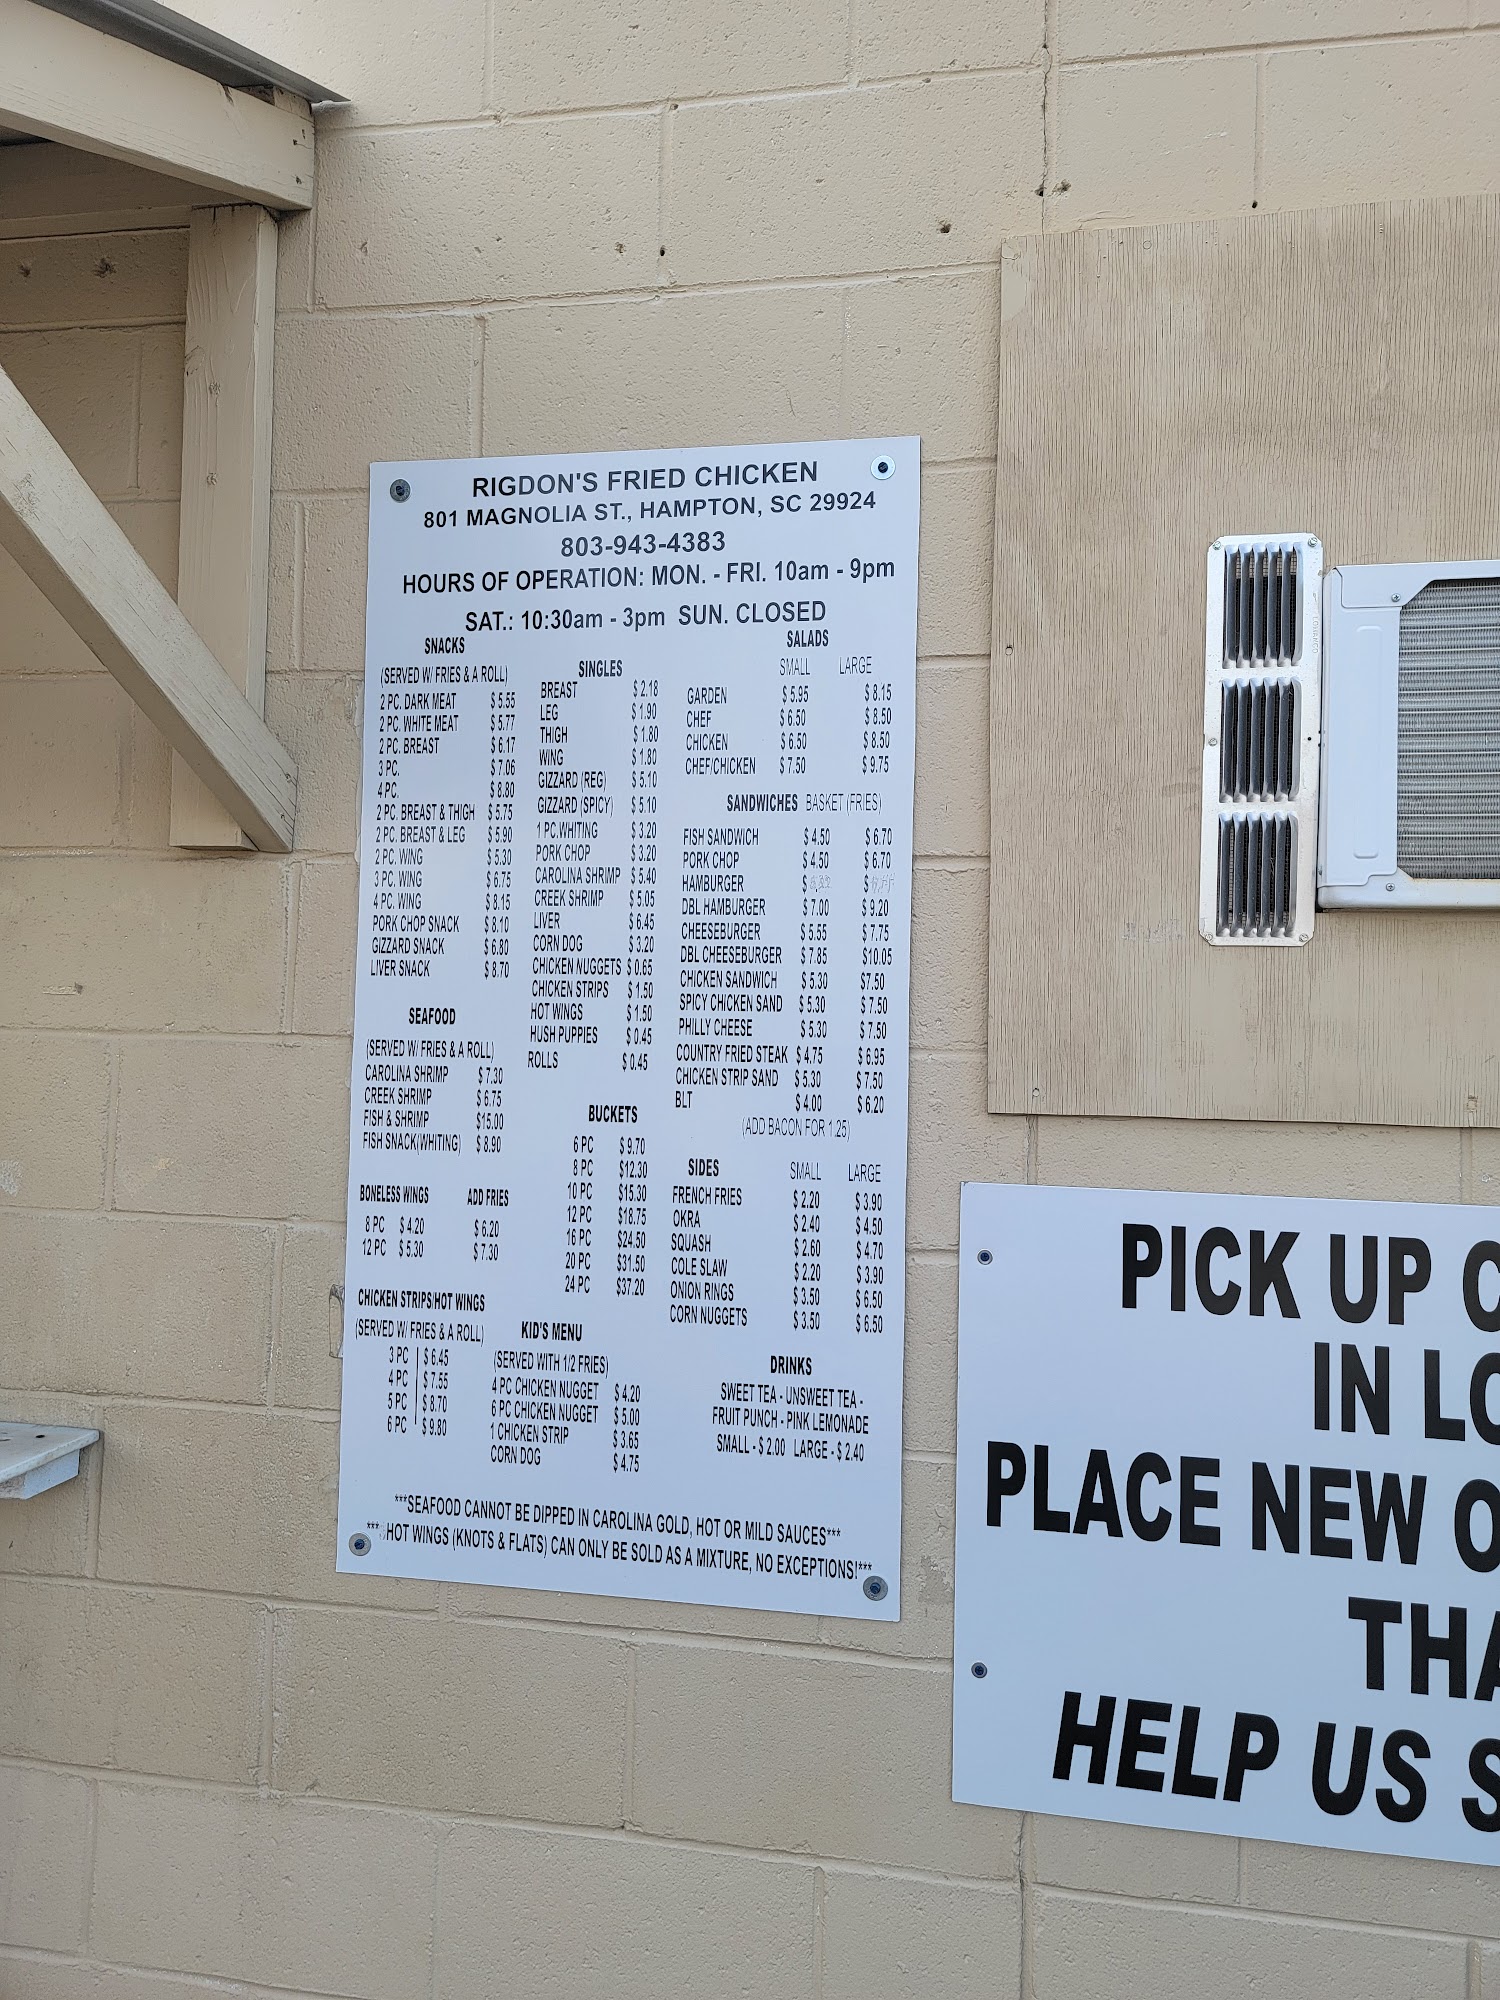 RIGDON'S FRIED CHICKEN
801 MAGNOLIA ST., HAMPTON, SC 29924
803-943-4383
HOURS OF OPERATION: MON. - FRI. 10am - 9pm
SAT.: 10:30am - 3pm SUN. CLOSED
SNACKS
(SERVED W/ FRIES & A ROLL)
2 PC. DARK MEAT $ 5.55
2 PC. WHITE MEAT $ 5.77
2 PC. BREAST $ 6.17
3 PC. $ 7.06
4 PC. $ 8.80
2 PC. BREAST & THIGH $ 5.75
2 PC. BREAST & LEG $ 5.90
2 PC. WING $ 5.30
3 PC. WING $ 6.75
4 PC. WING $ 8.15
PORK CHOP SNACK $ 8.10
GIZZARD SNACK $ 6.80
LIVER SNACK $ 8.70
SEAFOOD
(SERVED W/ FRIES & A ROLL)
CAROLINA SHRIMP $ 7.30
CREEK SHRIMP $ 6.75
FISH & SHRIMP $15.00
FISH SNACK(WHITING) $ 8.90
BONELESS WINGS ADD FRIES
8 PC $ 4.20 $ 6.20
12 PC $ 5.30 $ 7.30
CHICKEN STRIPS/HOT WINGS
(SERVED W/ FRIES & A ROLL)
3 PC $ 6.45
4 PC $ 7.55
5 PC $ 8.70
6 PC $ 9.80
SINGLES
BREAST $ 2.18
LEG $ 1.90
THIGH $ 1.80
WING $ 1.80
GIZZARD (REG) $ 5.10
GIZZARD (SPICY) $ 5.10
1 PC.WHITING $ 3.20
PORK CHOP $ 3.20
CAROLINA SHRIMP $ 5.40
CREEK SHRIMP $ 5.05
LIVER $ 6.45
CORN DOG $ 3.20
CHICKEN NUGGETS $ 0.65
CHICKEN STRIPS $ 1.50
HOT WINGS $ 1.50
HUSH PUPPIES $ 0.45
ROLLS $ 0.45
BUCKETS
6 PC $ 9.70
8 PC $12.30
10 PC $15.30
12 PC $18.75
16 PC $24.50
20 PC $31.50
24 PC $37.20
KID'S MENU
(SERVED WITH 1/2 FRIES)
4 PC CHICKEN NUGGET $ 4.20
6 PC CHICKEN NUGGET $ 5.00
1 CHICKEN STRIP $ 3.65
CORN DOG $ 4.75
SALADS
SMALL LARGE
GARDEN $ 5.95 $ 8.15
CHEF $ 6.50 $ 8.50
CHICKEN $ 6.50 $ 8.50
CHEF/CHICKEN $ 7.50 $ 9.75
SANDWICHES BASKET (FRIES)
FISH SANDWICH $ 4.50 $ 6.70
PORK CHOP $ 4.50 $ 6.70
HAMBURGER $ $
DBL HAMBURGER $ 7.00 $ 9.20
CHEESEBURGER $ 5.55 $ 7.75
DBL CHEESEBURGER $ 7.85 $10.05
CHICKEN SANDWICH $ 5.30 $7.50
SPICY CHICKEN SAND $ 5.30 $ 7.50
PHILLY CHEESE $ 5.30 $ 7.50
COUNTRY FRIED STEAK $ 4.75 $ 6.95
CHICKEN STRIP SAND $ 5.30 $ 7.50
BLT $ 4.00 $ 6.20
(ADD BACON FOR 1.25)
SIDES SMALL LARGE
FRENCH FRIES $ 2.20 $ 3.90
OKRA $ 2.40 $ 4.50
SQUASH $ 2.60 $ 4.70
COLE SLAW $ 2.20 $ 3.90
ONION RINGS $ 3.50 $ 6.50
CORN NUGGETS $ 3.50 $ 6.50
DRINKS
SWEET TEA - UNSWEET TEA -
FRUIT PUNCH - PINK LEMONADE
SMALL - $ 2.00 LARGE - $ 2.40
***SEAFOOD CANNOT BE DIPPED IN CAROLINA GOLD, HOT OR MILD SAUCES***
***HOT WINGS (KNOTS & FLATS) CAN ONLY BE SOLD AS A MIXTURE, NO EXCEPTIONS!***
PICK UP
IN
PLACE NEW
HELP US